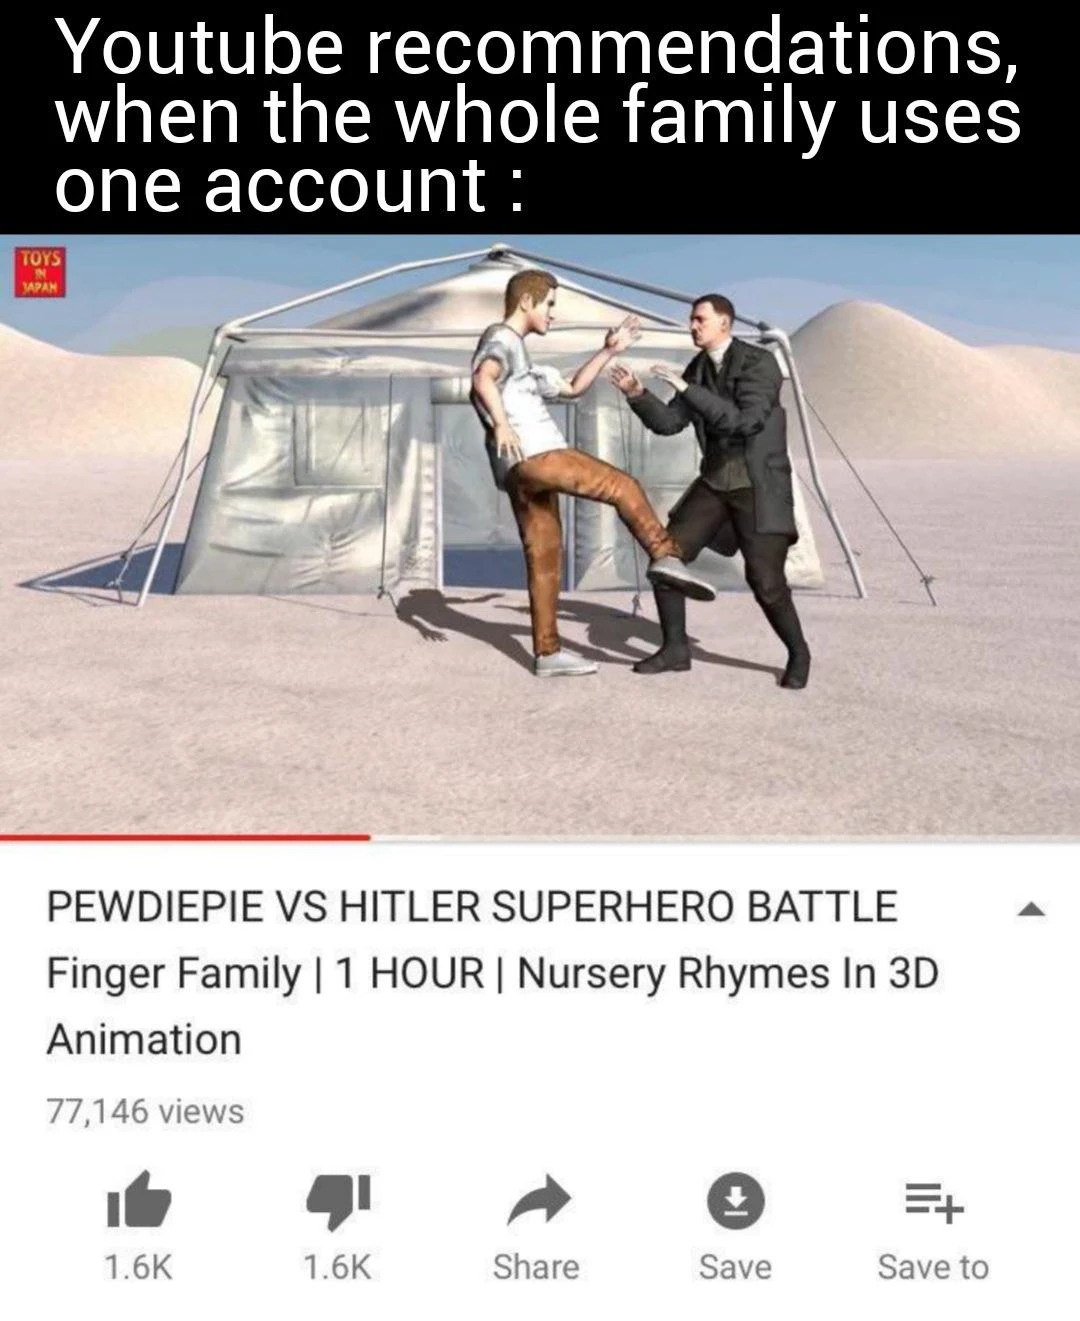 Youtube recommendations,
when the whole family uses
one account :
TOYS
IN
JAPAN
PEWDIEPIE VS HITLER SUPERHERO BATTLE
Finger Family | 1 HOUR | Nursery Rhymes In 3D
Animation
77,146 views
1.6K 1.6K Share Save Save to